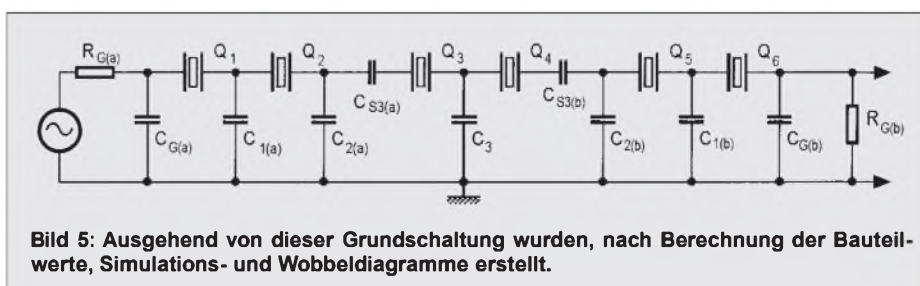 R_G(a)
Q_1
Q_2
Q_3
Q_4
Q_5
Q_6
C_S3(a)
C_S3(b)
R_G(b)
C_G(a)
C_1(a)
C_2(a)
C_3
C_2(b)
C_1(b)
C_G(b)
Bild 5: Ausgehend von dieser Grundschaltung wurden, nach Berechnung der Bauteil-
werte, Simulations- und Wobbeldiagramme erstellt.